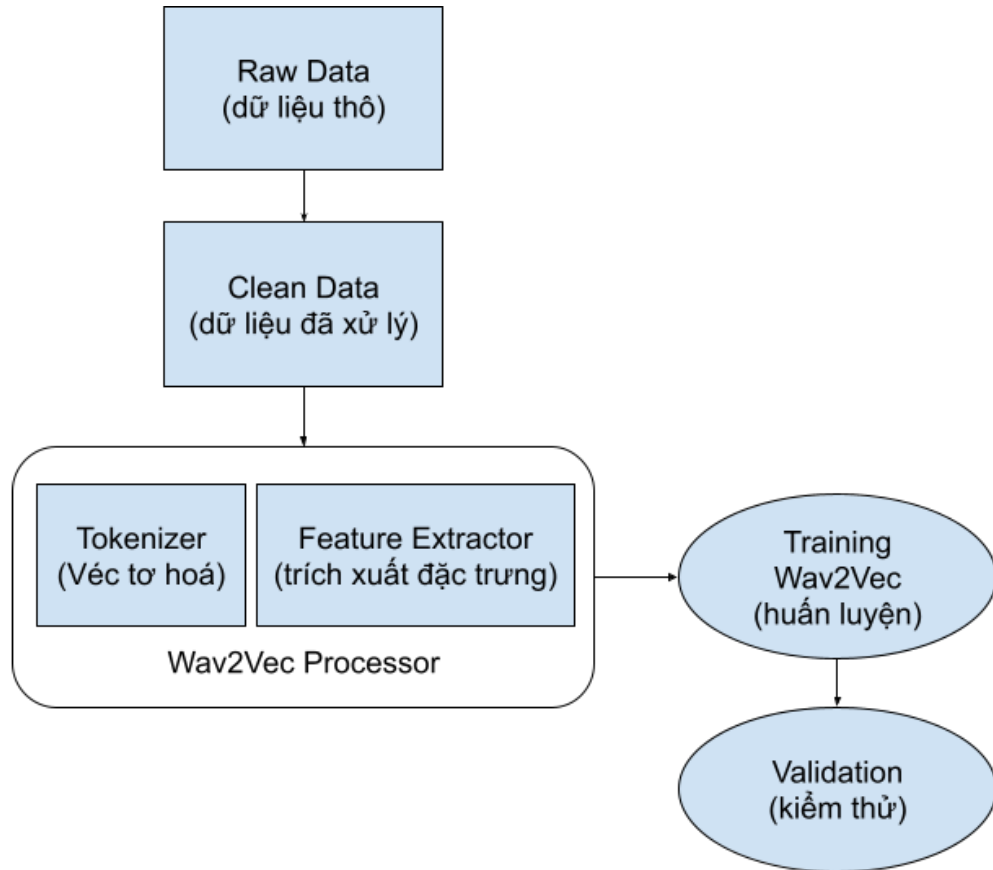 Raw Data
(dữ liệu thô)
Clean Data
(dữ liệu đã xử lý)
Tokenizer
(Véc tơ hoá)
Feature Extractor
(trích xuất đặc trưng)
Wav2Vec Processor
Training
Wav2Vec
(huấn luyện)
Validation
(kiểm thử)